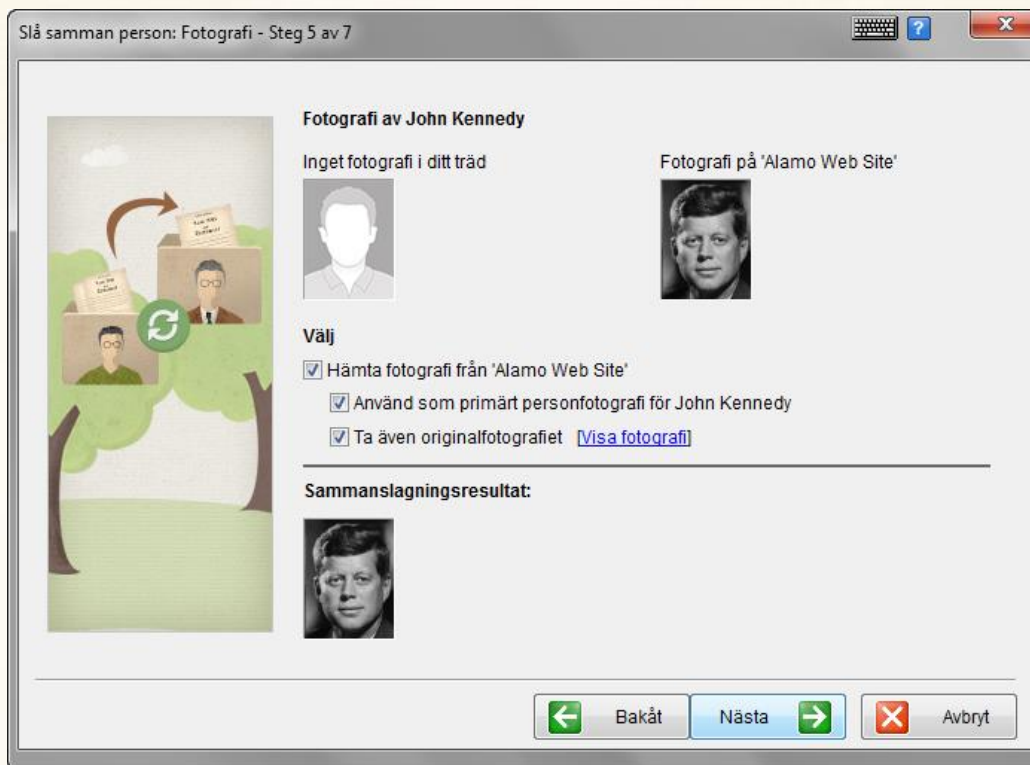 Slå samman person: Fotografi - Steg 5 av 7
?
Fotografi av John Kennedy
Inget fotografi i ditt träd
Fotografi på 'Alamo Web Site'
Välj
Hämta fotografi från 'Alamo Web Site'
Använd som primärt personfotografi för John Kennedy
Ta även originalfotografiet [Visa fotografi]
Sammanslagningsresultat:
Bakåt
Nästa
Avbryt